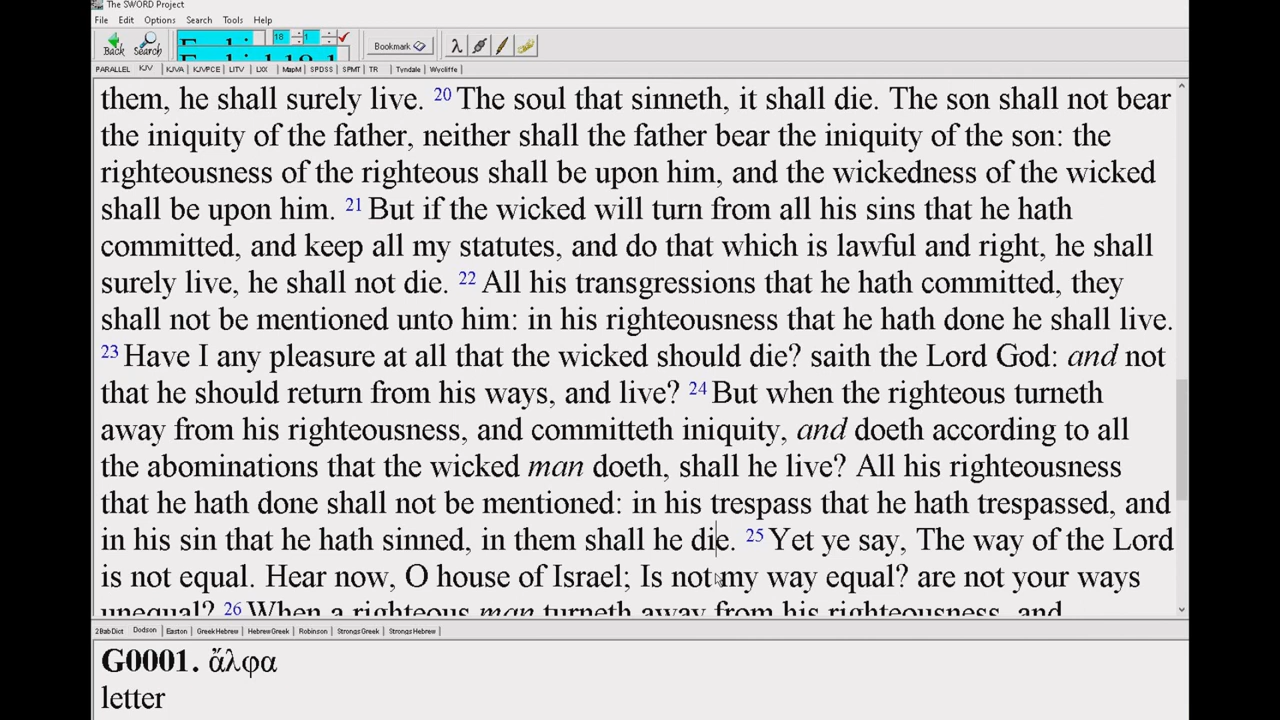 The SWORD Project
File Edit Options Search Tools Help
Back Search 18 1 Bookmark λ
PARALLEL KJV KJVA KJVPCE LITV LXX MapM SPDSS SPMT TR Tyndale Wycliffe
them, he shall surely live. 20 The soul that sinneth, it shall die. The son shall not bear
the iniquity of the father, neither shall the father bear the iniquity of the son: the
righteousness of the righteous shall be upon him, and the wickedness of the wicked
shall be upon him. 21 But if the wicked will turn from all his sins that he hath
committed, and keep all my statutes, and do that which is lawful and right, he shall
surely live, he shall not die. 22 All his transgressions that he hath committed, they
shall not be mentioned unto him: in his righteousness that he hath done he shall live.
23 Have I any pleasure at all that the wicked should die? saith the Lord God: and not
that he should return from his ways, and live? 24 But when the righteous turneth
away from his righteousness, and committeth iniquity, and doeth according to all
the abominations that the wicked man doeth, shall he live? All his righteousness
that he hath done shall not be mentioned: in his trespass that he hath trespassed, and
in his sin that he hath sinned, in them shall he die. 25 Yet ye say, The way of the Lord
is not equal. Hear now, O house of Israel; Is not my way equal? are not your ways
unequal? 26 When a righteous man turneth away from his righteousness, and
2BabDict Dodson Easton GreekHebrew HebrewGreek Robinson StrongsGreek StrongsHebrew
G0001. ἄλφα
letter